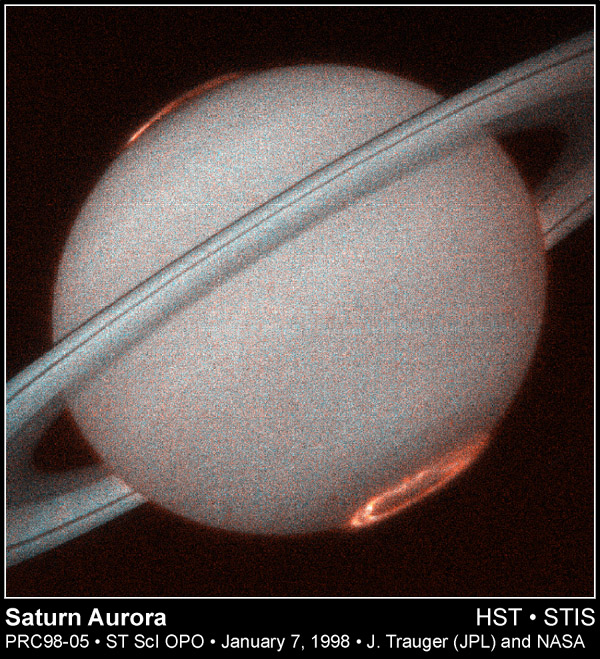 Saturn Aurora HST • STIS
PRC98-05 • ST ScI OPO • January 7, 1998 • J. Trauger (JPL) and NASA